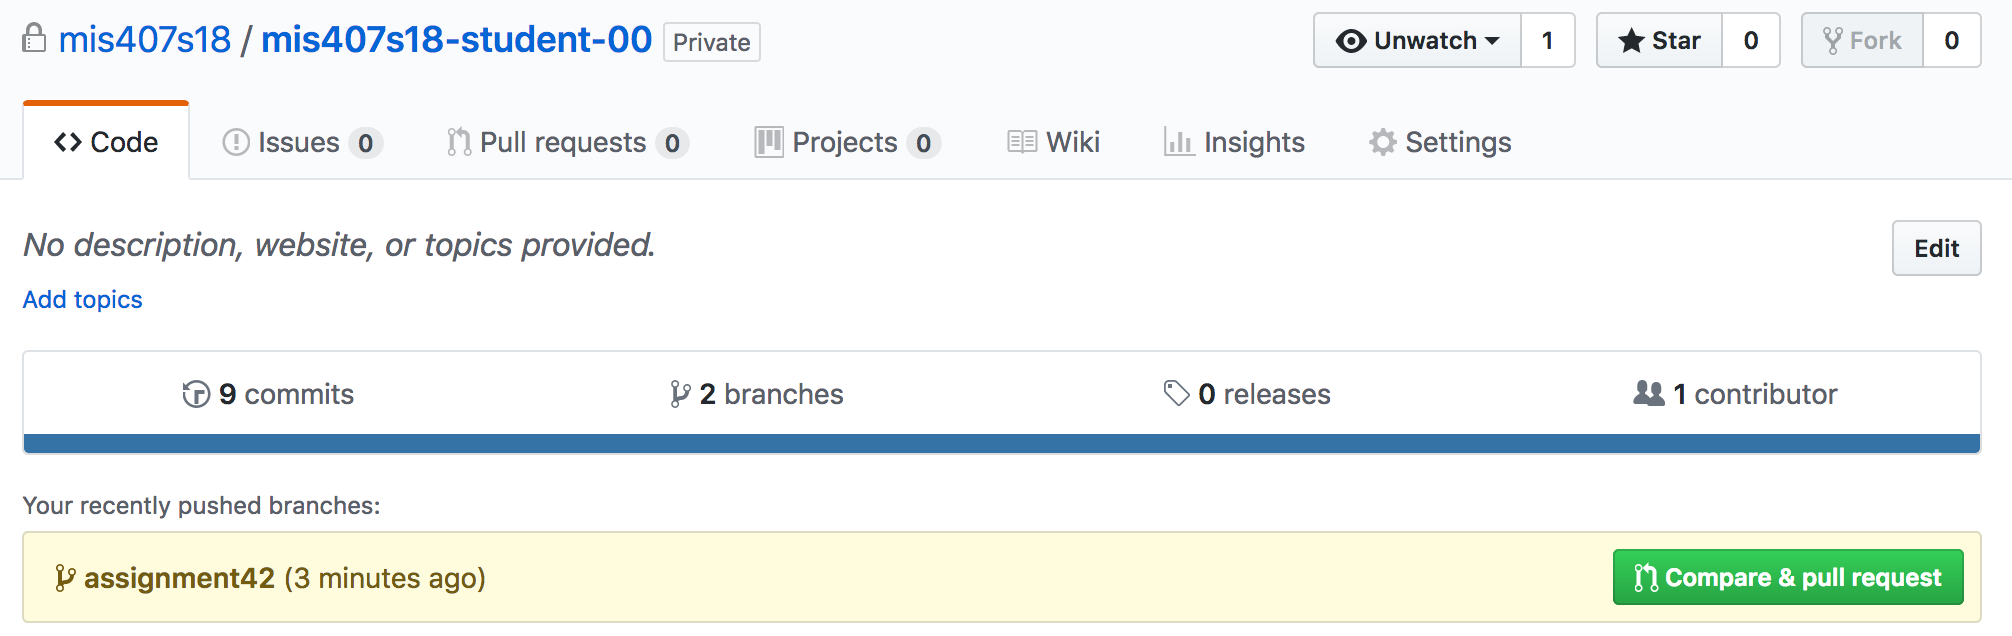 mis407s18 / mis407s18-student-00 Private Unwatch 1 Star 0 Fork 0
Code Issues 0 Pull requests 0 Projects 0 Wiki Insights Settings
No description, website, or topics provided. Edit
Add topics
9 commits 2 branches 0 releases 1 contributor
Your recently pushed branches:
assignment42 (3 minutes ago) Compare & pull request